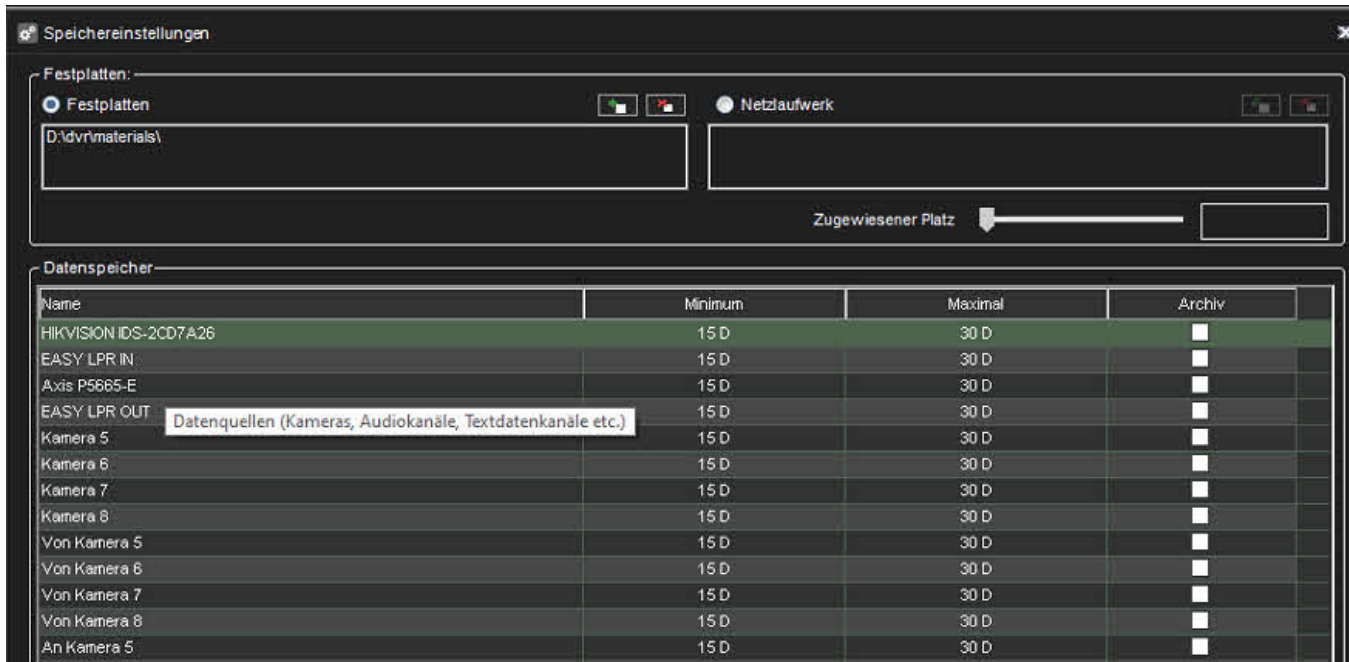 Speichereinstellungen
Festplatten:
Festplatten
Netzlaufwerk
D:\dvr\materials\
Zugewiesener Platz
Datenspeicher
Name Minimum Maximal Archiv
HIKVISION IDS-2CD7A26 15 D 30 D
EASY LPR IN 15 D 30 D
Axis P5665-E 15 D 30 D
EASY LPR OUT 15 D 30 D
Datenquellen (Kameras, Audiokanäle, Textdatenkanäle etc.)
Kamera 5 15 D 30 D
Kamera 6 15 D 30 D
Kamera 7 15 D 30 D
Kamera 8 15 D 30 D
Von Kamera 5 15 D 30 D
Von Kamera 6 15 D 30 D
Von Kamera 7 15 D 30 D
Von Kamera 8 15 D 30 D
An Kamera 5 15 D 30 D